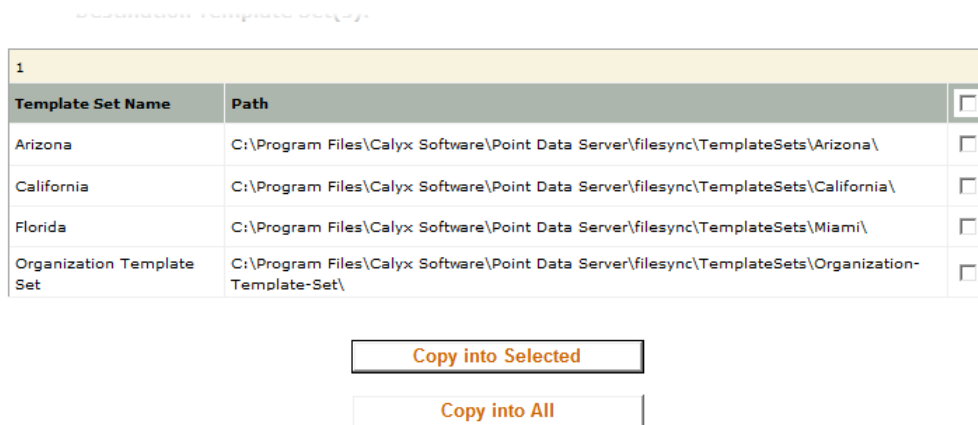 Destination Template Set(s):
1
Template Set Name Path
Arizona C:\Program Files\Calyx Software\Point Data Server\filesync\TemplateSets\Arizona\
California C:\Program Files\Calyx Software\Point Data Server\filesync\TemplateSets\California\
Florida C:\Program Files\Calyx Software\Point Data Server\filesync\TemplateSets\Miami\
Organization Template C:\Program Files\Calyx Software\Point Data Server\filesync\TemplateSets\Organization-
Set Template-Set\
Copy into Selected
Copy into All